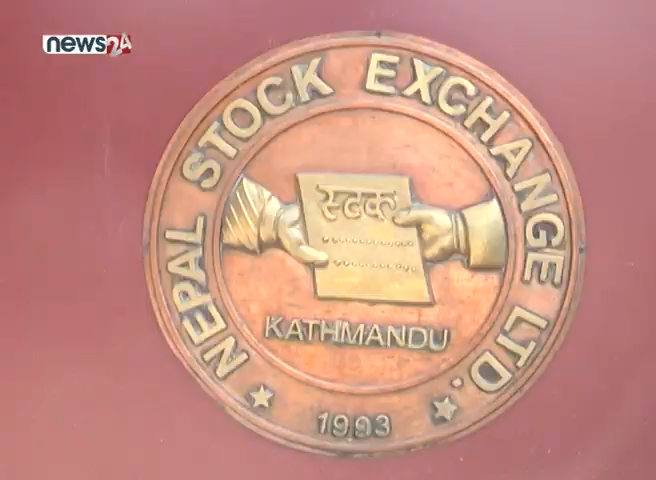 news24
NEPAL STOCK EXCHANGE LTD.
स्टक
KATHMANDU
1993